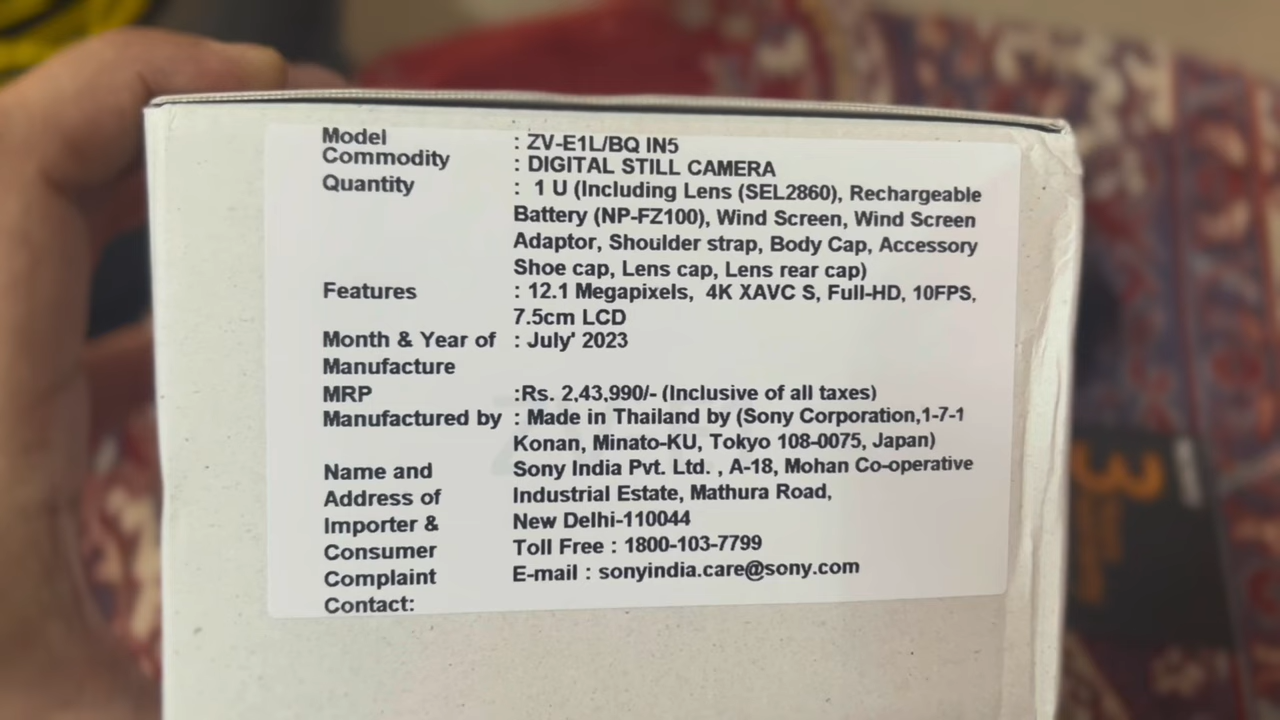 Model : ZV-E1L/BQ IN5
Commodity : DIGITAL STILL CAMERA
Quantity : 1 U (Including Lens (SEL2860), Rechargeable
Battery (NP-FZ100), Wind Screen, Wind Screen
Adaptor, Shoulder strap, Body Cap, Accessory
Shoe cap, Lens cap, Lens rear cap)
Features : 12.1 Megapixels, 4K XAVC S, Full-HD, 10FPS,
7.5cm LCD
Month & Year of : July' 2023
Manufacture
MRP :Rs. 2,43,990/- (Inclusive of all taxes)
Manufactured by : Made in Thailand by (Sony Corporation,1-7-1
Konan, Minato-KU, Tokyo 108-0075, Japan)
Name and Sony India Pvt. Ltd. , A-18, Mohan Co-operative
Address of Industrial Estate, Mathura Road,
Importer & New Delhi-110044
Consumer Toll Free : 1800-103-7799
Complaint E-mail : sonyindia.care@sony.com
Contact: